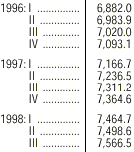 1996: I ............... 6,882.0
II ............... 6,983.9
III ............... 7,020.0
IV ............... 7,093.1
1997: I ............... 7,166.7
II ............... 7,236.5
III ............... 7,311.2
IV ............... 7,364.6
1998: I ............... 7,464.7
II ............... 7,498.6
III ............... 7,566.5